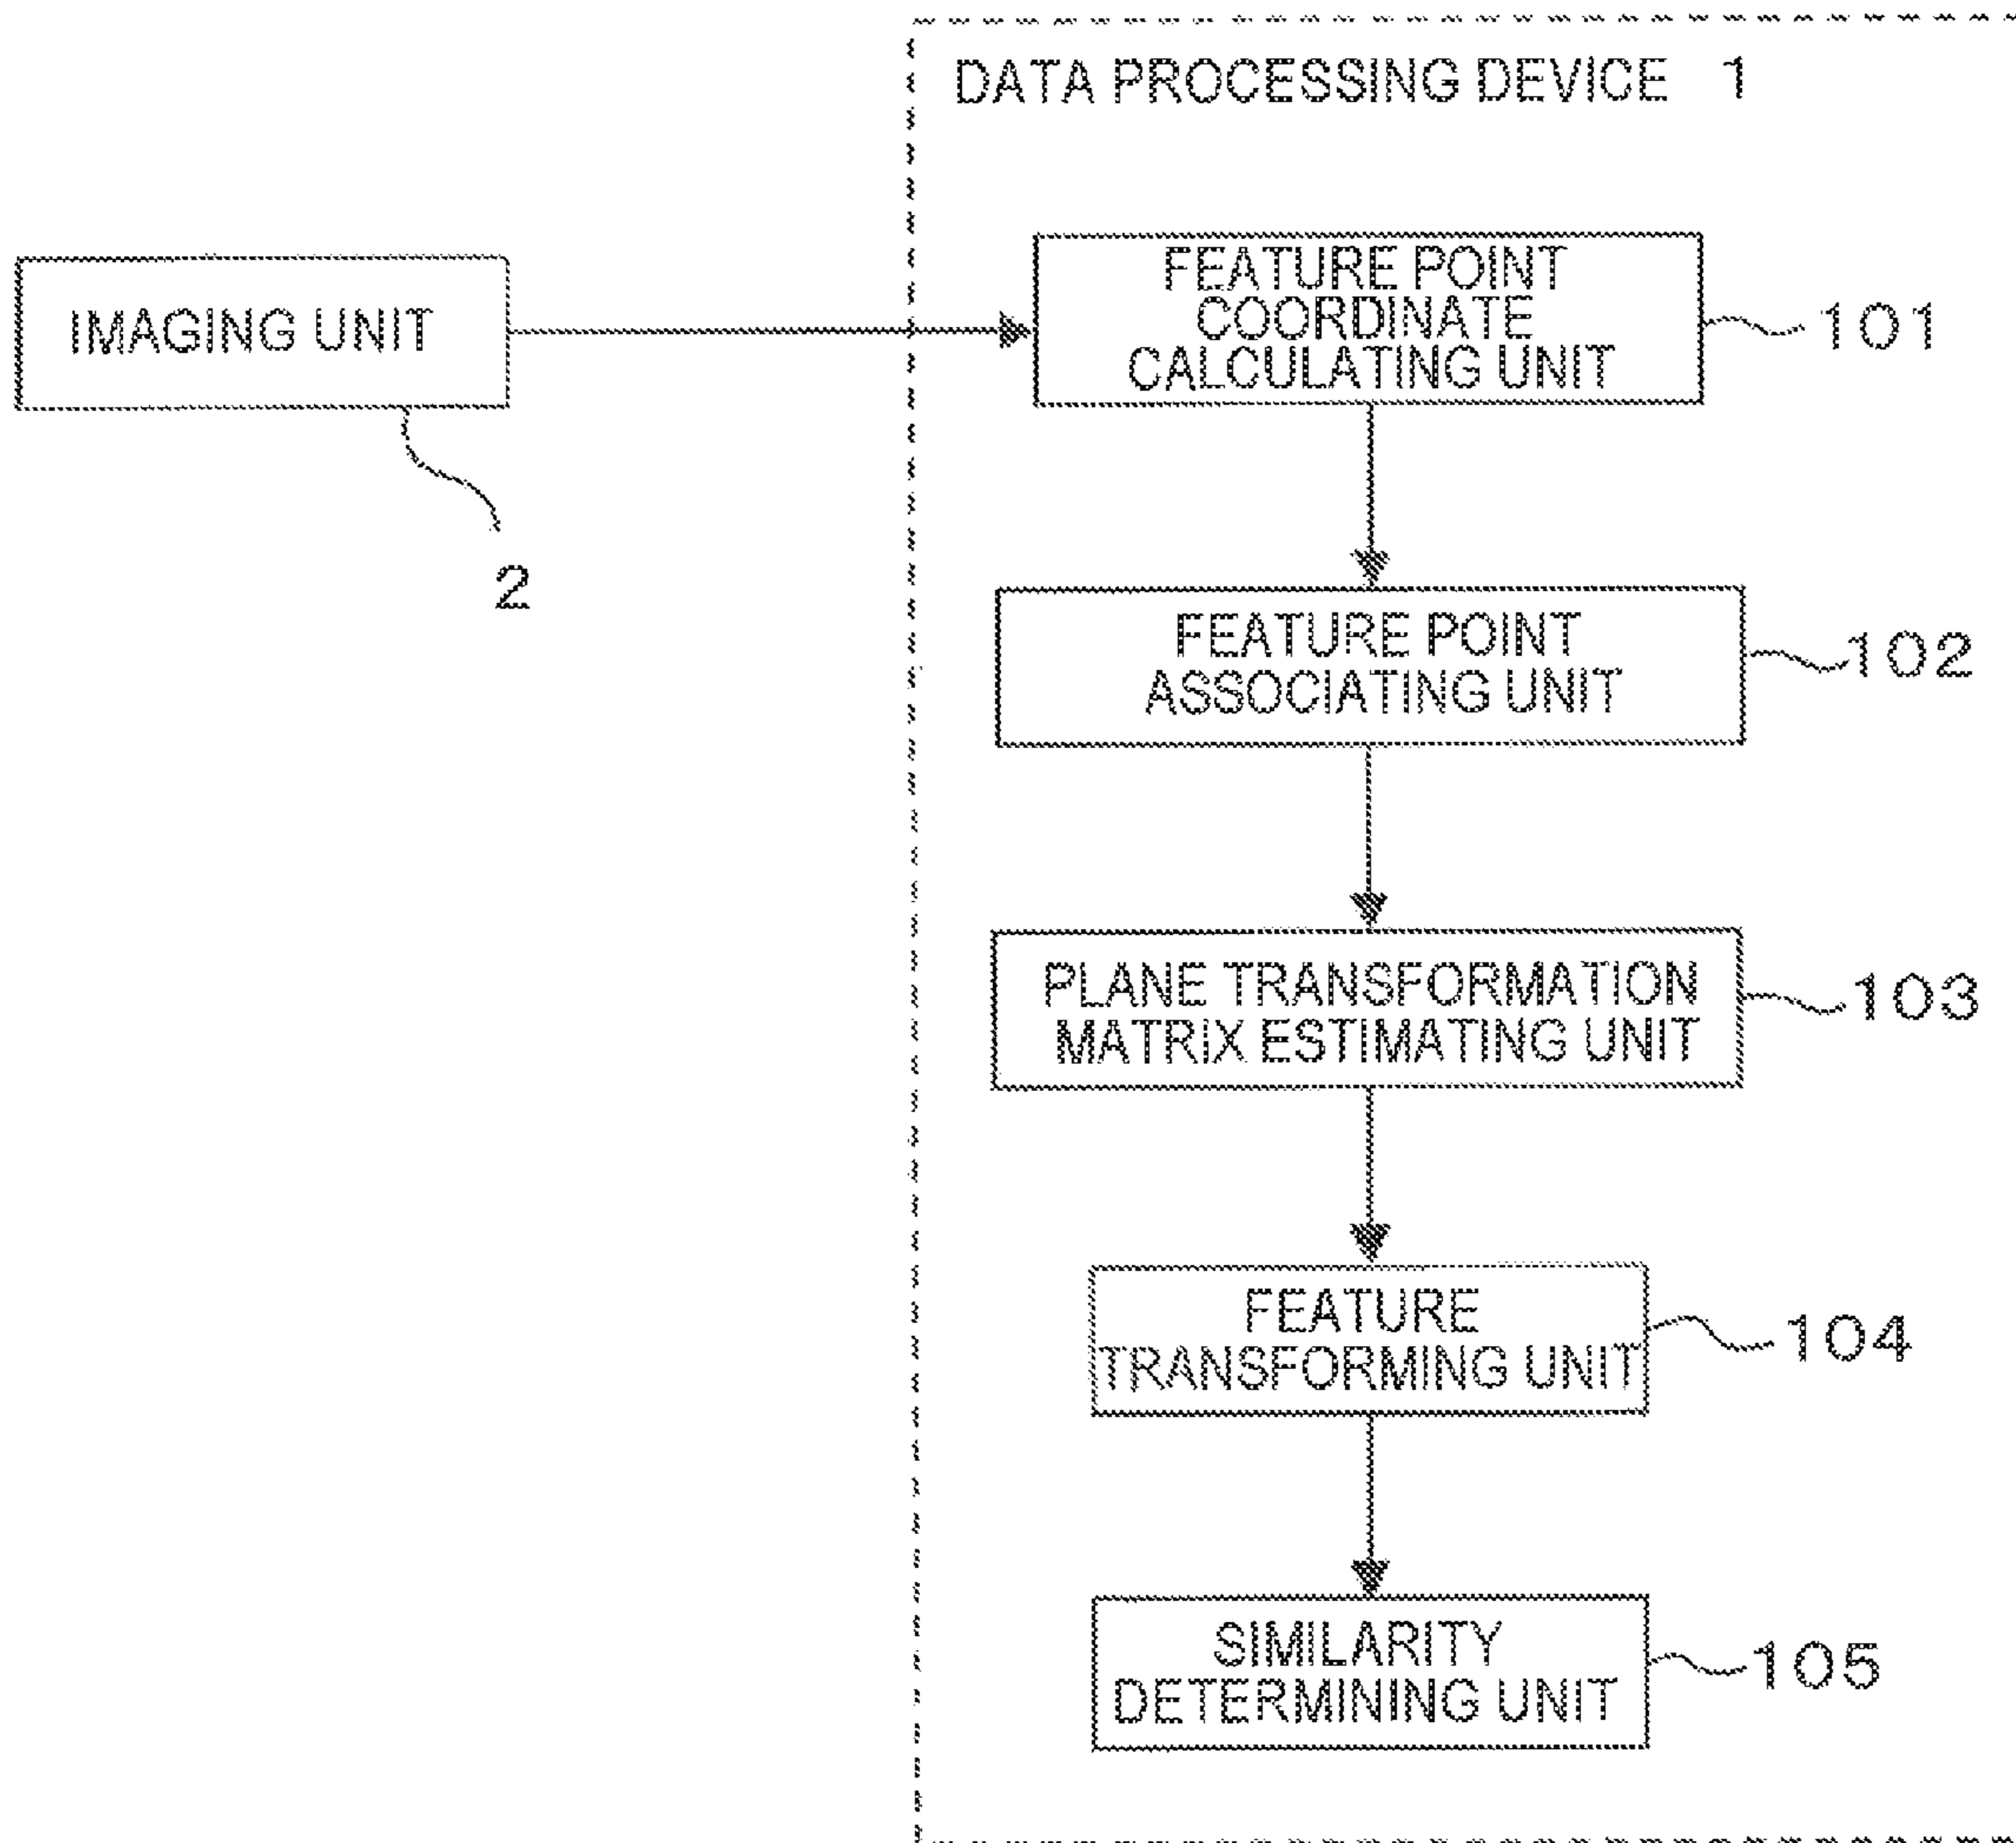 DATA PROCESSING DEVICE 1
IMAGING UNIT
2
FEATURE POINT
COORDINATE
CALCULATING UNIT
101
FEATURE POINT
ASSOCIATING UNIT
102
PLANE TRANSFORMATION
MATRIX ESTIMATING UNIT
103
FEATURE
TRANSFORMING UNIT
104
SIMILARITY
DETERMINING UNIT
105